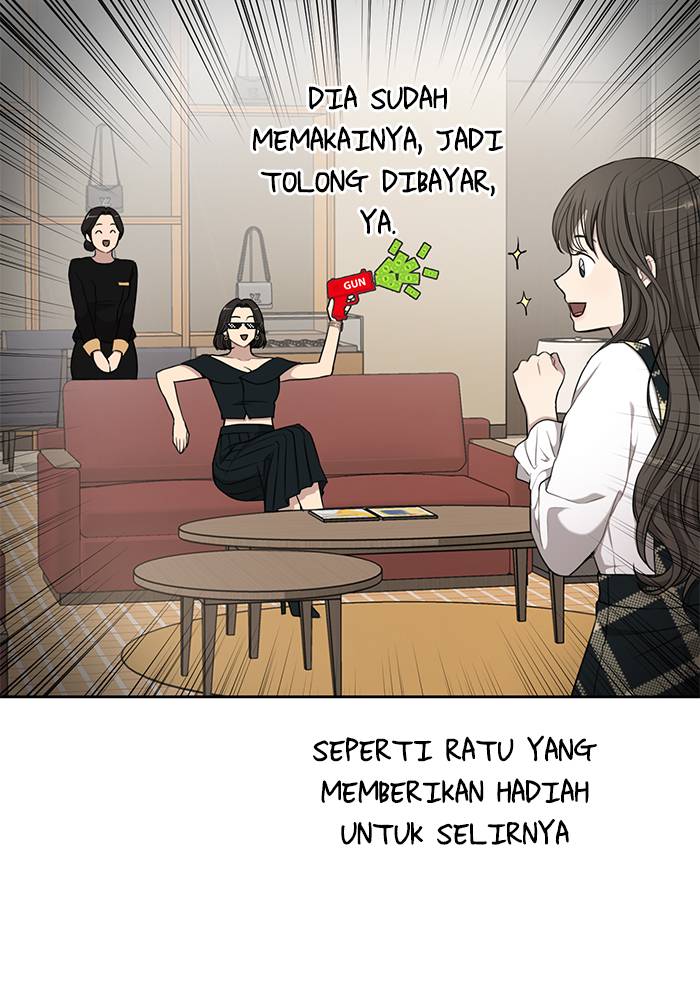 DIA SUDAH
MEMAKAINYA, JADI
TOLONG DIBAYAR,
YA.
GUN
SEPERTI RATU YANG
MEMBERIKAN HADIAH
UNTUK SELIRNYA